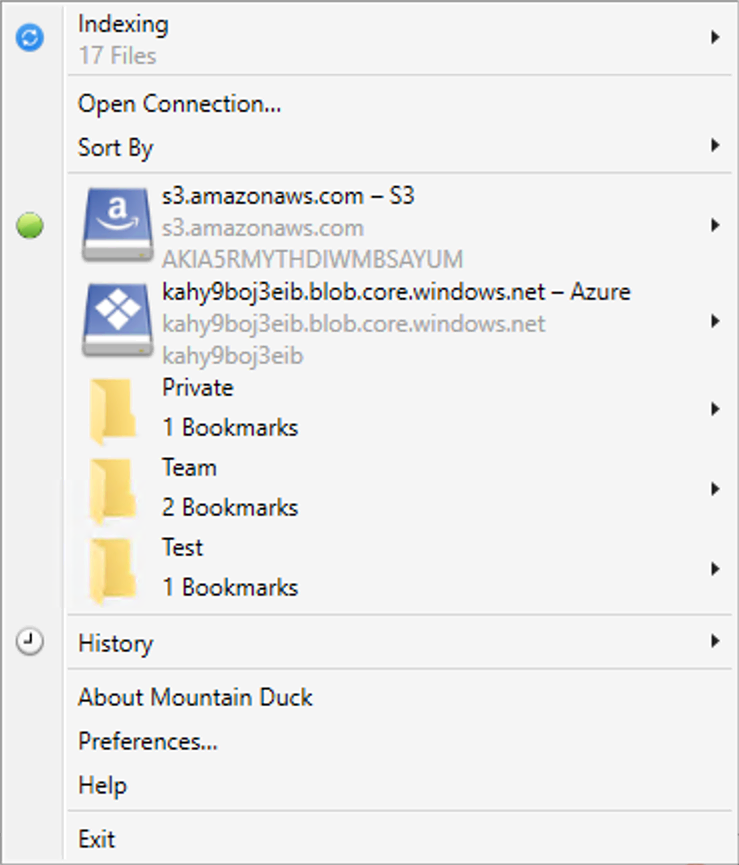 Indexing
17 Files
Open Connection...
Sort By
s3.amazonaws.com – S3
s3.amazonaws.com
AKIA5RMYTHDIWMBSAYUM
kahy9boj3eib.blob.core.windows.net – Azure
kahy9boj3eib.blob.core.windows.net
kahy9boj3eib
Private
1 Bookmarks
Team
2 Bookmarks
Test
1 Bookmarks
History
About Mountain Duck
Preferences...
Help
Exit